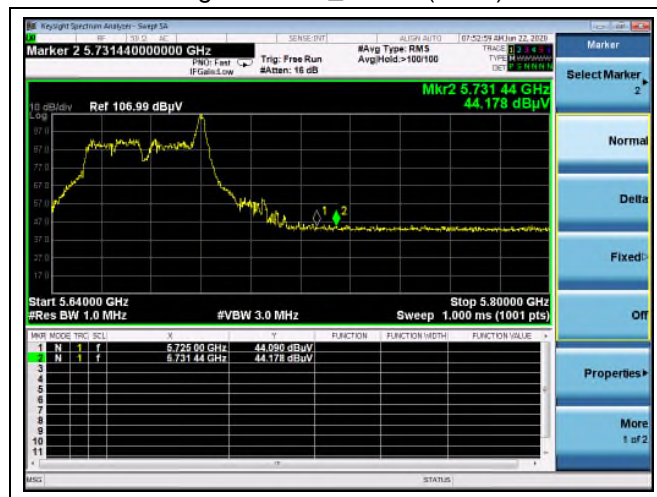 Keysight Spectrum Analyzer - Swept SA
RF 50 Ω AC SENSE:INT ALIGN AUTO 07:52:59 AM Jun 22, 2020
Marker 2 5.731440000000 GHz
PNO: Fast
IFGain:Low
Trig: Free Run
#Atten: 16 dB
#Avg Type: RMS
Avg|Hold:>100/100
TRACE 1 2 3 4 5
TYPE
DET
Marker
Select Marker
2
Normal
Delta
Fixed
Off
Properties
More
1 of 2
Mkr2 5.731 44 GHz
44.178 dBµV
10 dB/div Ref 106.99 dBµV
Log
97.0
87.0
77.0
67.0
57.0
47.0
37.0
27.0
17.0
1 2
Start 5.64000 GHz Stop 5.80000 GHz
#Res BW 1.0 MHz #VBW 3.0 MHz Sweep 1.000 ms (1001 pts)
MKR MODE TRC SCL X Y FUNCTION FUNCTION WIDTH FUNCTION VALUE
1 N 1 f 5.725 00 GHz 44.090 dBµV
2 N 1 f 5.731 44 GHz 44.178 dBµV
3
4
5
6
7
8
9
10
11
MSG STATUS